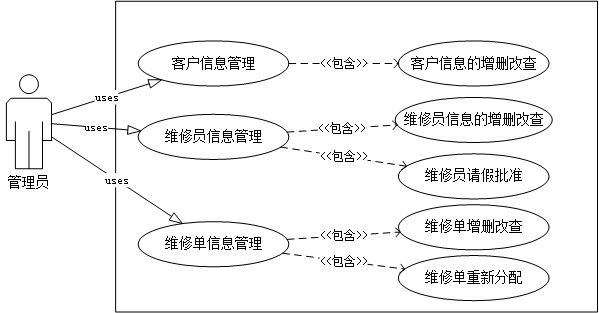 客户信息管理
<<包含>>
客户信息的增删改查
uses
维修员信息的增删改查
<<包含>>
uses
维修员信息管理
<<包含>>
维修员请假批准
管理员
uses
维修单增删改查
<<包含>>
维修单信息管理
<<包含>>
维修单重新分配